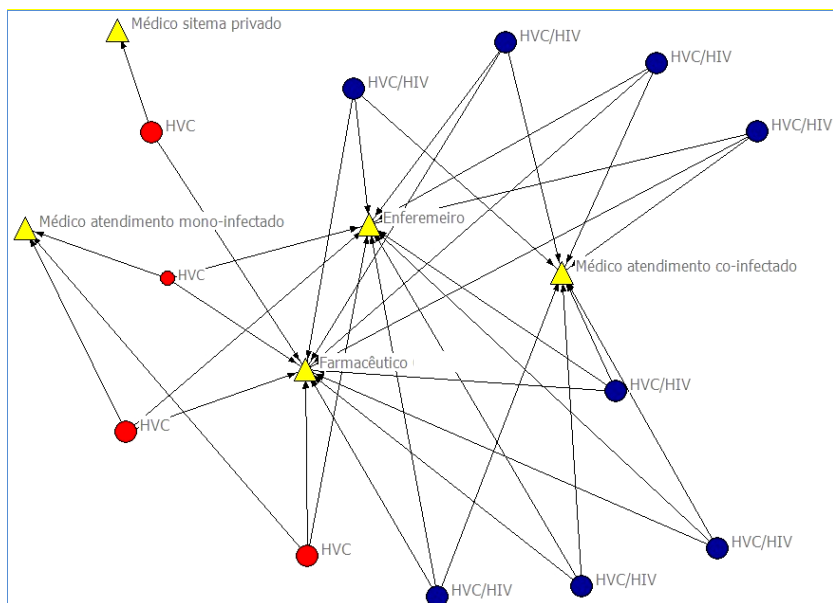 Médico sitema privado
HVC/HIV
HVC/HIV
HVC/HIV
HVC
HVC/HIV
Médico atendimento mono-infectado
Enferemeiro
HVC
Médico atendimento co-infectado
Farmacêutico
HVC/HIV
HVC
HVC
HVC/HIV
HVC/HIV
HVC/HIV